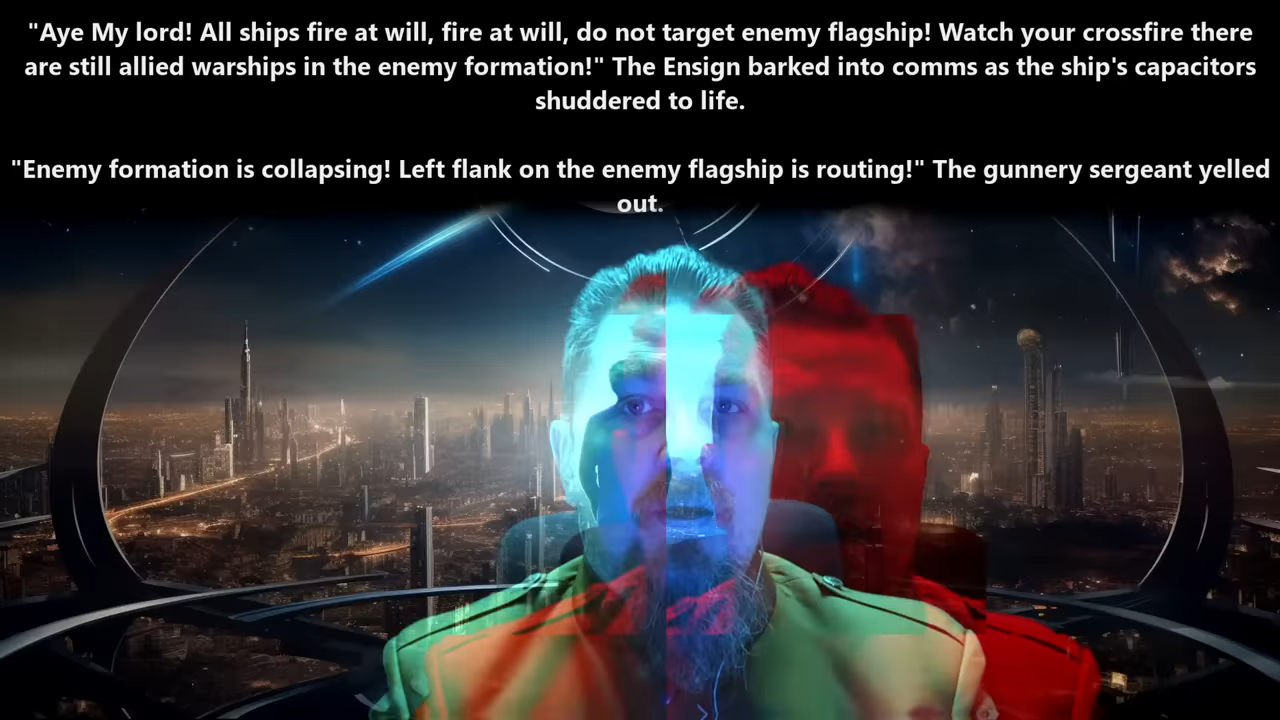 "Aye My lord! All ships fire at will, fire at will, do not target enemy flagship! Watch your crossfire there
are still allied warships in the enemy formation!" The Ensign barked into comms as the ship's capacitors
shuddered to life.
"Enemy formation is collapsing! Left flank on the enemy flagship is routing!" The gunnery sergeant yelled
out.